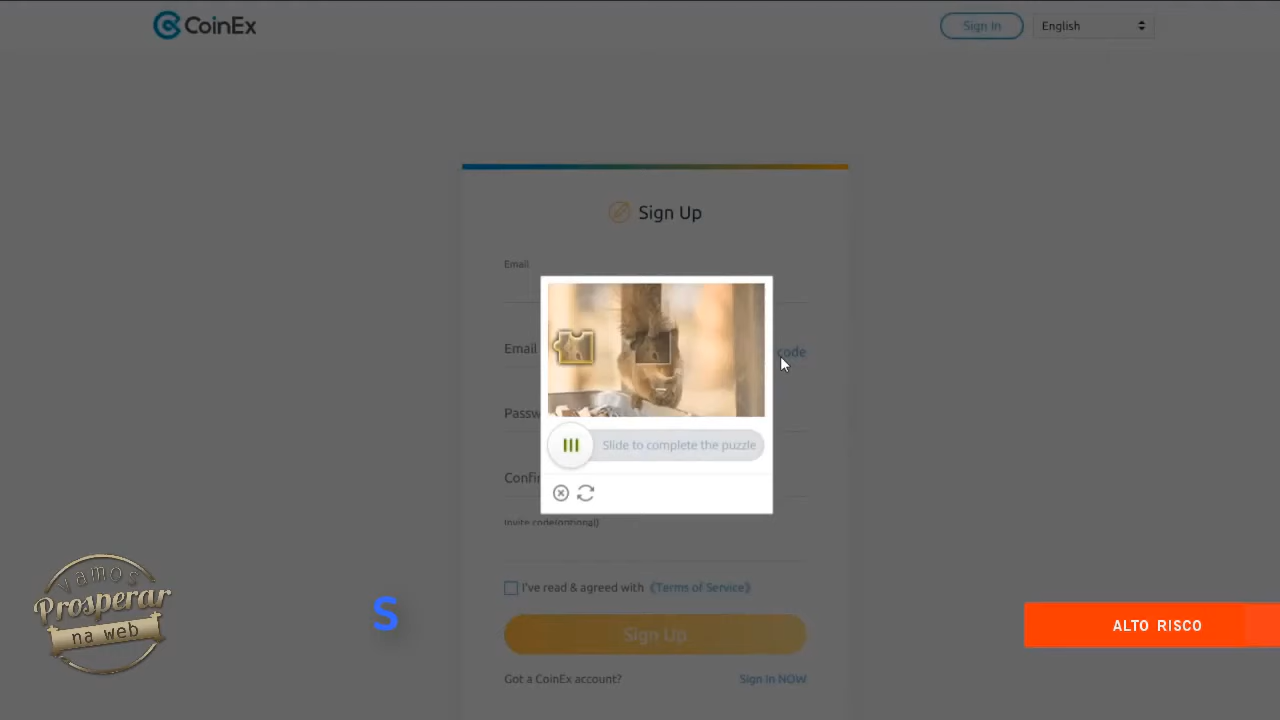 CoinEx
Sign In
English
Sign Up
Email
Email
code
Slide to complete the puzzle
Invite code(optional)
I've read & agreed with 《Terms of Service》
Sign Up
Got a CoinEx account?
Sign in NOW
vamos
Prosperar
na web
S
ALTO RISCO